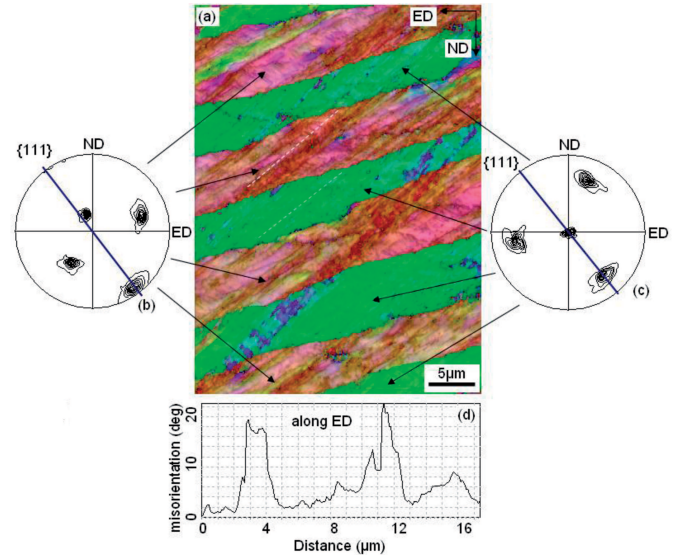 (a)
ED
ND
{111}
ND
ED
(b)
{111}
ND
ED
(c)
5µm
(d)
along ED
misorientation (deg)
20
10
0
0 4 8 12 16
Distance (µm)